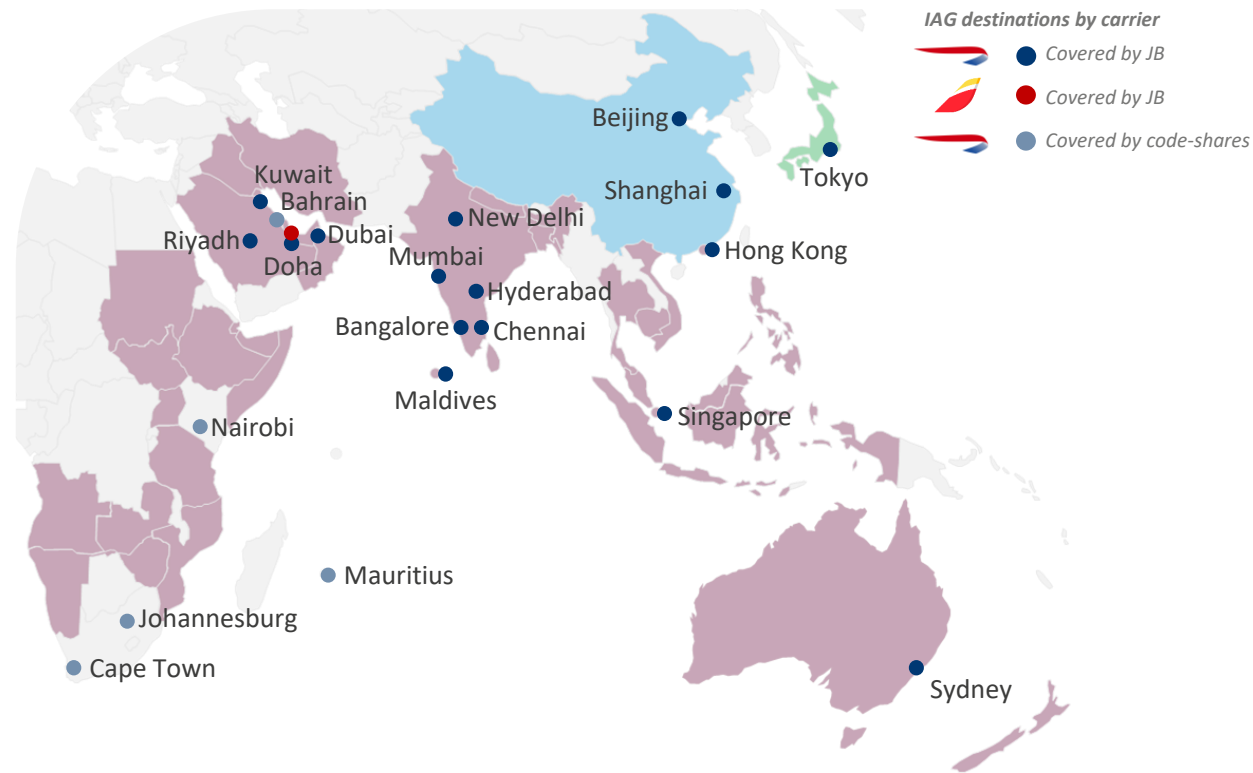 IAG destinations by carrier
Covered by JB
Covered by JB
Covered by code-shares
Beijing
Tokyo
Kuwait
Bahrain
Shanghai
New Delhi
Riyadh
Dubai
Doha
Hong Kong
Mumbai
Hyderabad
Bangalore
Chennai
Maldives
Singapore
Nairobi
Mauritius
Johannesburg
Cape Town
Sydney